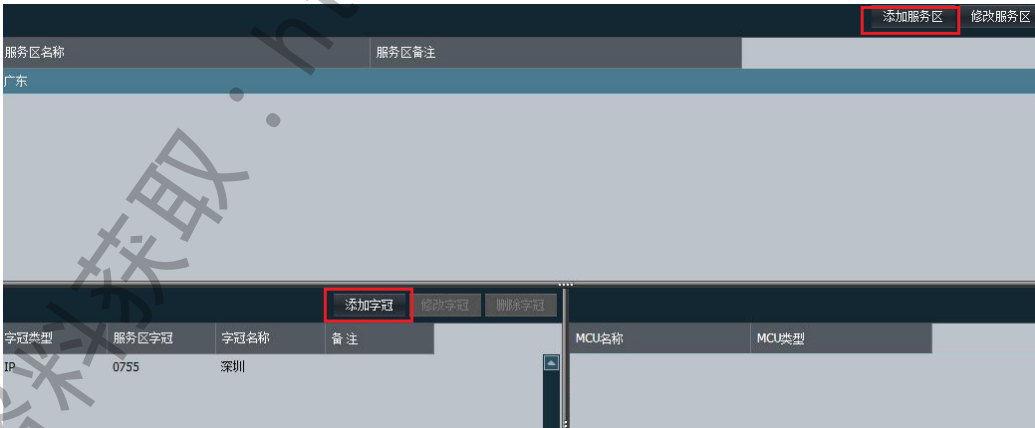 添加服务区 修改服务区
服务区名称 服务区备注
广东
添加字冠 修改字冠 删除字冠
字冠类型 服务区字冠 字冠名称 备注 MCU名称 MCU类型
IP 0755 深圳
料获取：h